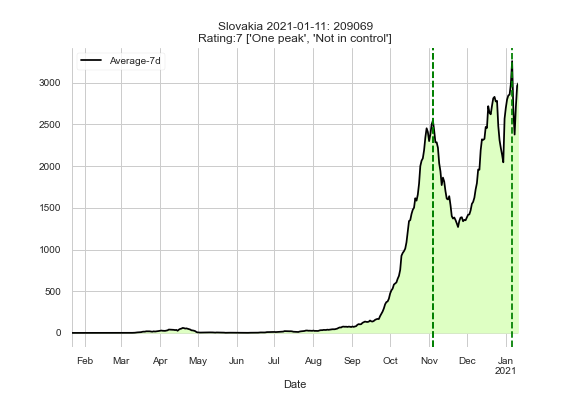 Slovakia 2021-01-11: 209069
Rating:7 ['One peak', 'Not in control']
Average-7d
3000
2500
2000
1500
1000
500
0
Feb Mar Apr May Jun Jul Aug Sep Oct Nov Dec Jan
2021
Date